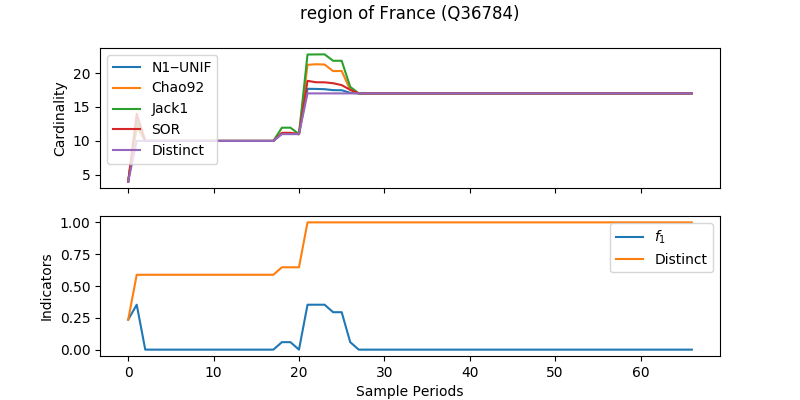 region of France (Q36784)
Cardinality
20
15
10
5
N1−UNIF
Chao92
Jack1
SOR
Distinct
Indicators
1.00
0.75
0.50
0.25
0.00
f1
Distinct
0 10 20 30 40 50 60
Sample Periods